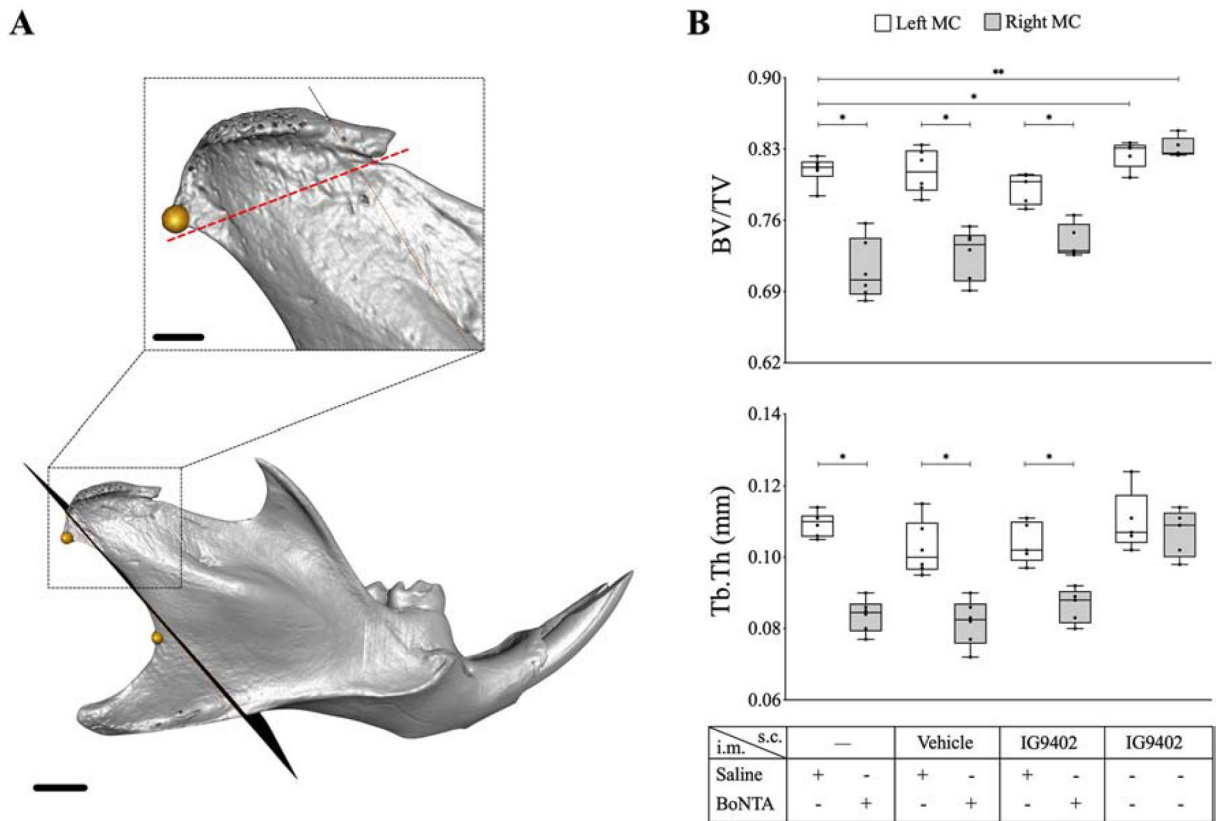 A
B
Left MC Right MC
** 
*
* * *
0.90
0.83
0.76
0.69
0.62
BV/TV
* * *
0.14
0.12
0.10
0.08
0.06
Tb.Th (mm)
s.c. — Vehicle IG9402 IG9402
i.m.
Saline + - + - + - - -
BoNTA - + - + - + - -